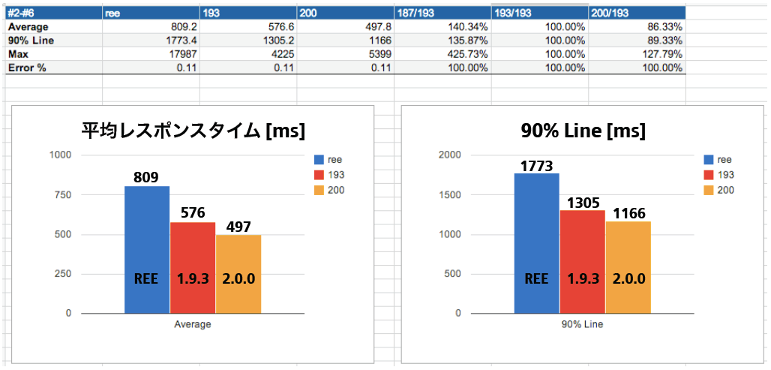 #2-#6 ree 193 200 187/193 193/193 200/193
Average 809.2 576.6 497.8 140.34% 100.00% 86.33%
90% Line 1773.4 1305.2 1166 135.87% 100.00% 89.33%
Max 17987 4225 5399 425.73% 100.00% 127.79%
Error % 0.11 0.11 0.11 100.00% 100.00% 100.00%
平均レスポンスタイム [ms]
1000
750
500
250
0
809
576
497
REE 1.9.3 2.0.0
Average
ree
193
200
90% Line [ms]
2000
1500
1000
500
0
1773
1305
1166
REE 1.9.3 2.0.0
90% Line
ree
193
200